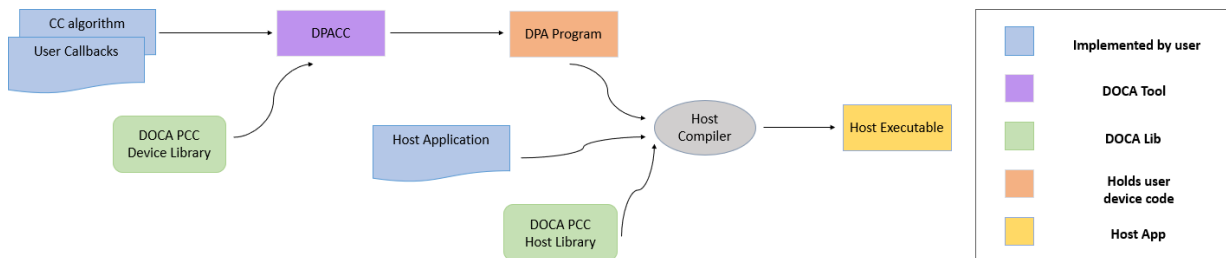 CC algorithm
User Callbacks
DPACC
DPA Program
DOCA PCC
Device Library
Host Application
Host
Compiler
Host Executable
DOCA PCC
Host Library
Implemented by user
DOCA Tool
DOCA Lib
Holds user
device code
Host App